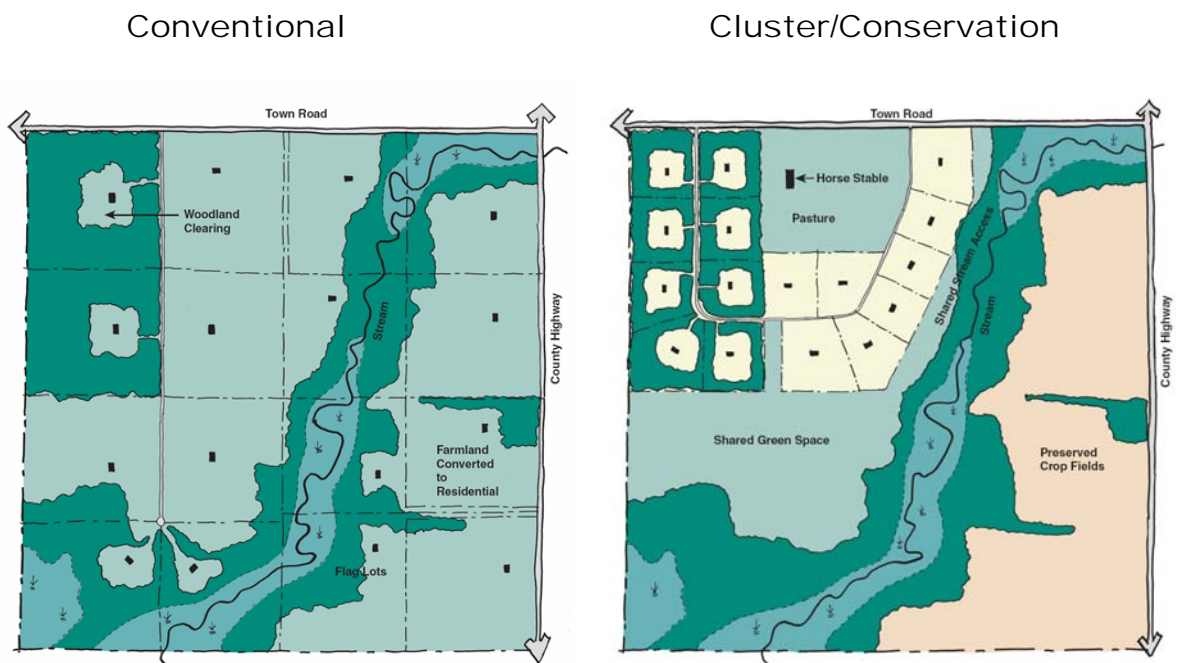 Conventional
Cluster/Conservation
Town Road
Woodland
Clearing
Stream
County Highway
Farmland
Converted
to
Residential
Flag Lots
Town Road
Horse Stable
Pasture
Shared Stream Access
Stream
County Highway
Shared Green Space
Preserved
Crop Fields